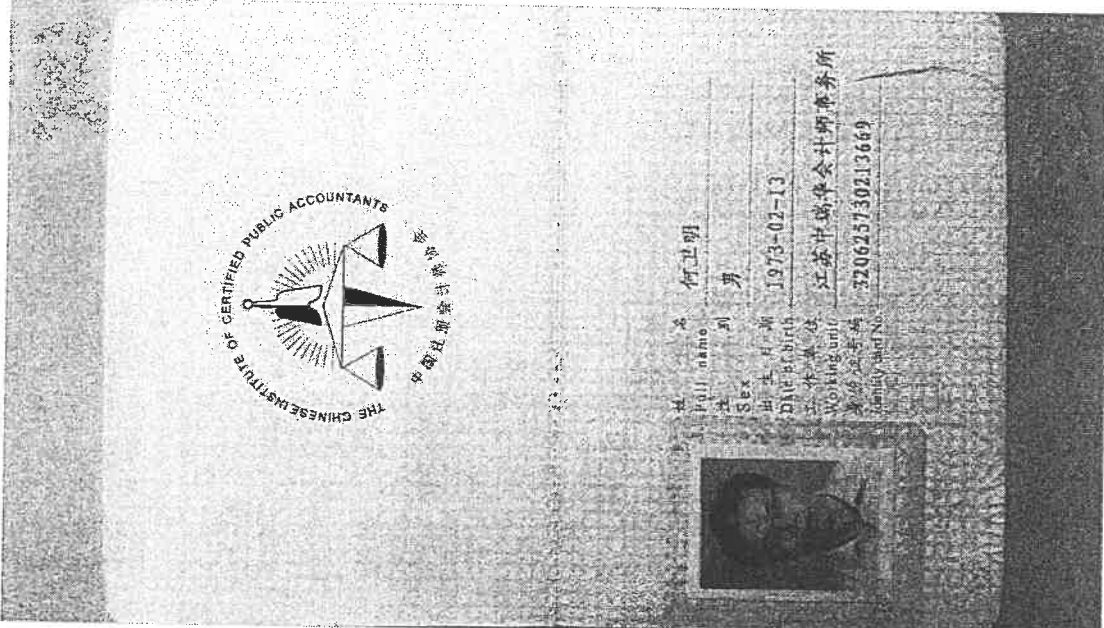 THE CHINESE INSTITUTE OF CERTIFIED PUBLIC ACCOUNTANTS
中国注册会计师协会
姓 名 何卫明
Full name
性 别 男
Sex
出 生 日 期 1973-02-13
Date of birth
工 作 单 位 江苏中瑞华会计师事务所
Working unit
身份证号码 320625730213669
Identity card No.